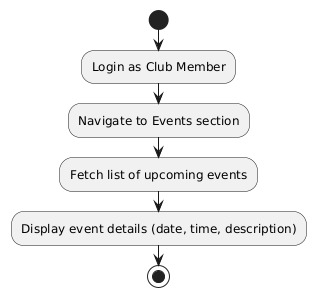 Login as Club Member
Navigate to Events section
Fetch list of upcoming events
Display event details (date, time, description)